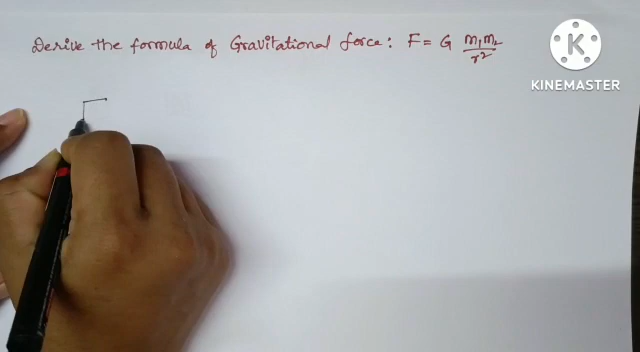 Derive the formula of Gravitational force: F = G m₁m₂/r²
K
KINEMASTER